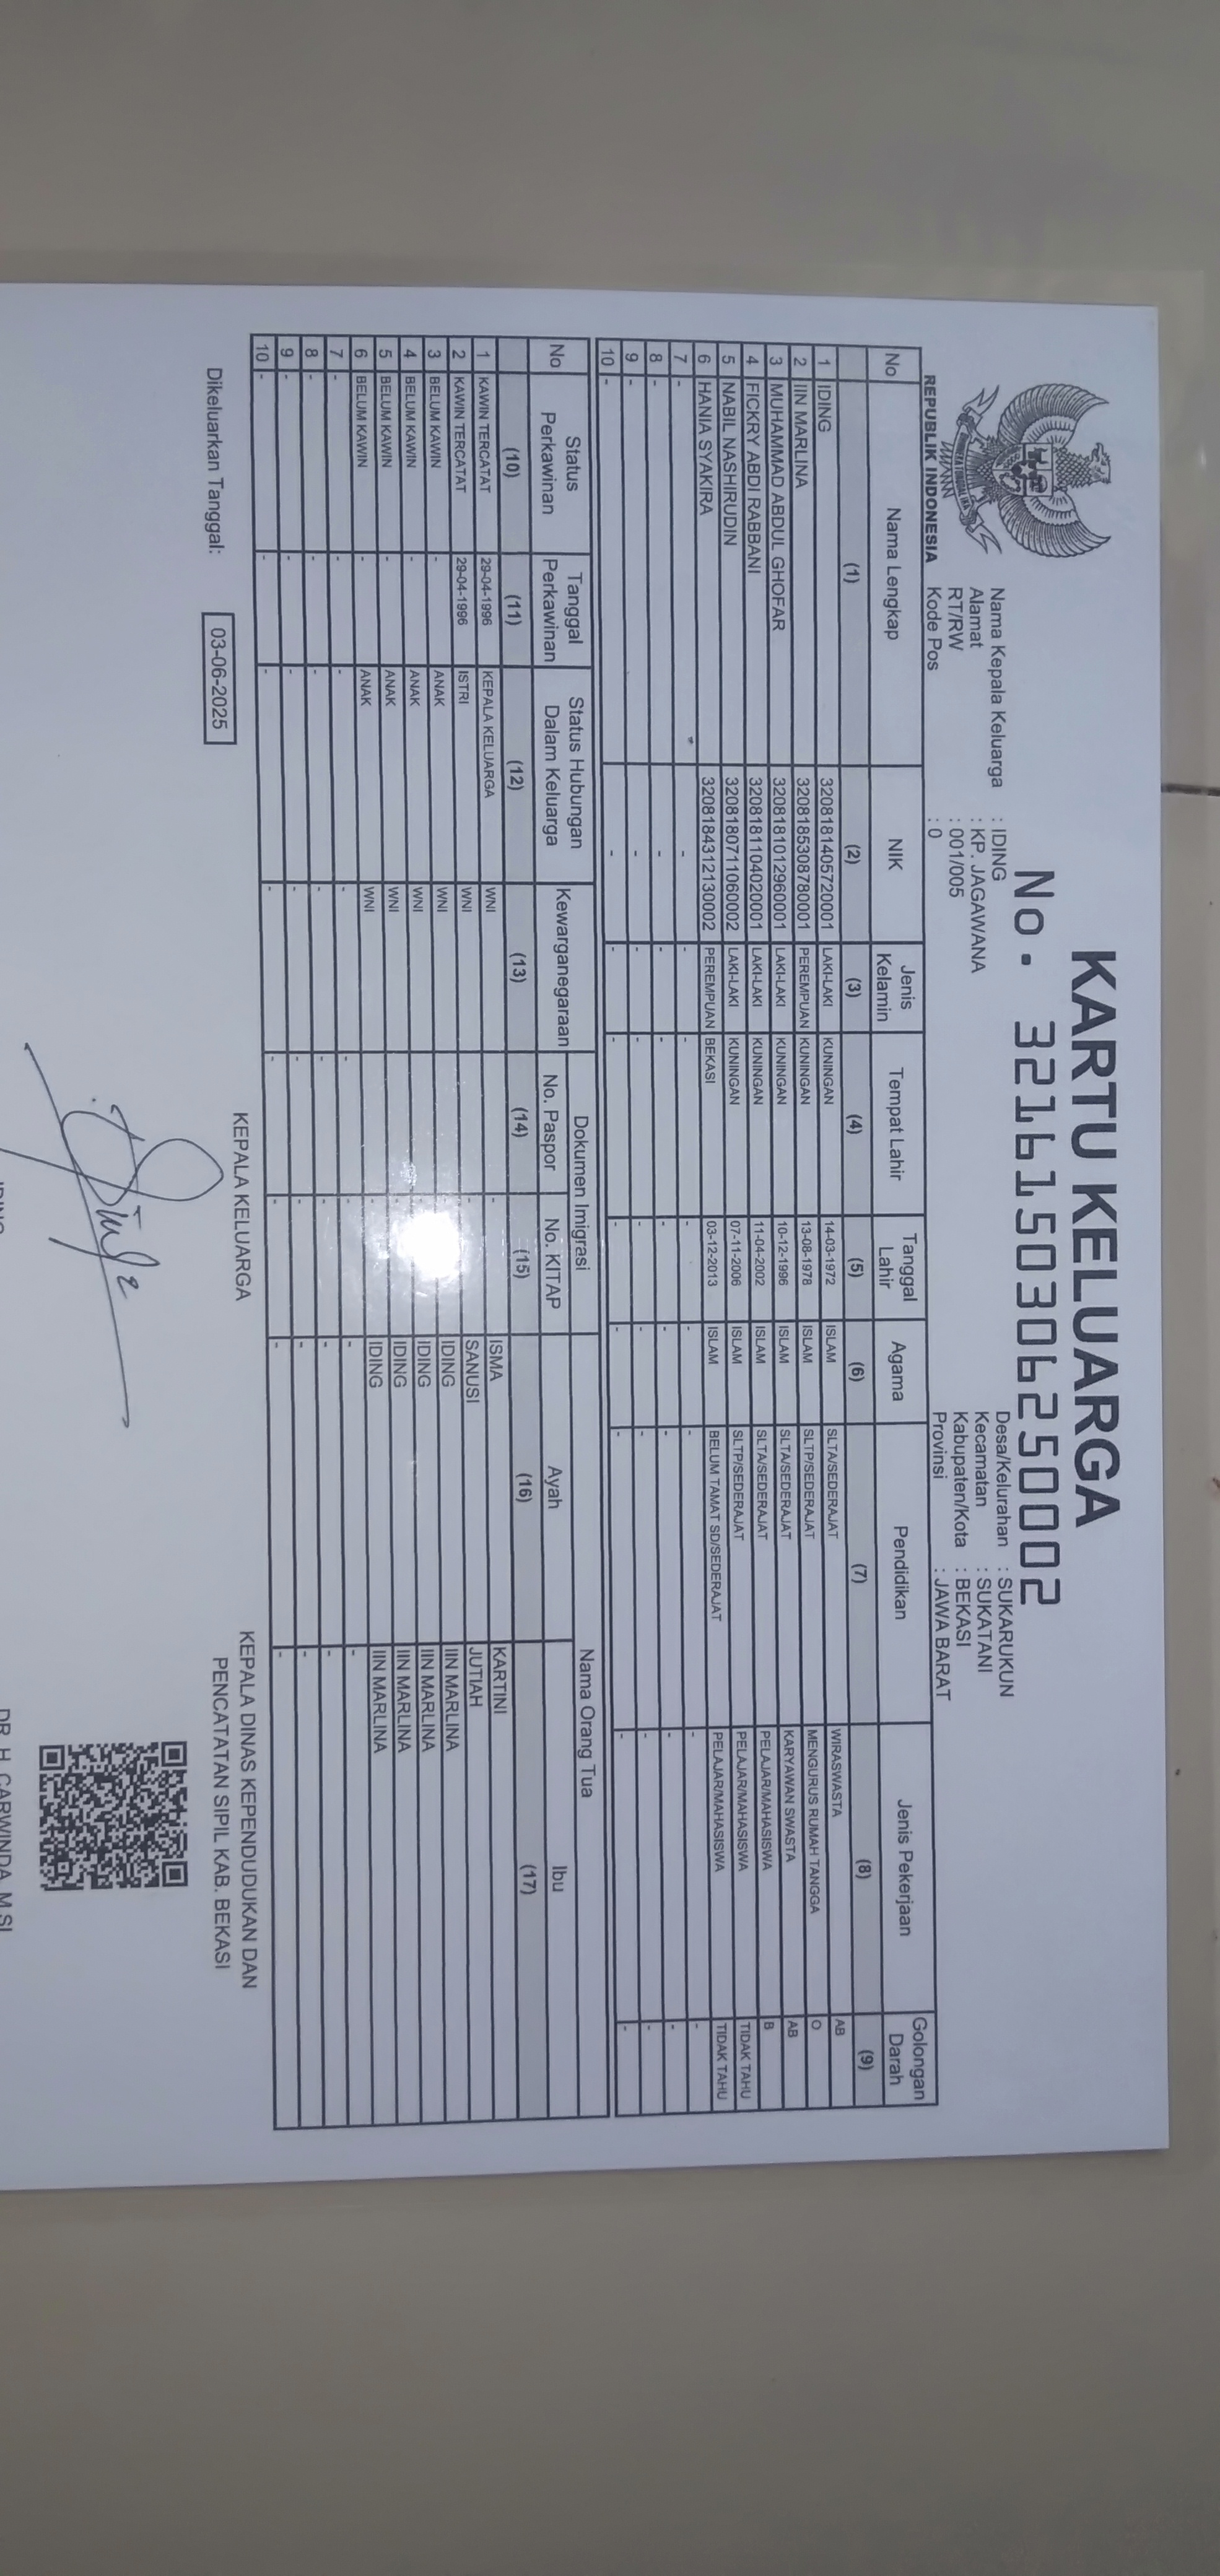 KARTU KELUARGA
No. 3216150306250002
REPUBLIK INDONESIA
Nama Kepala Keluarga : IDING
Alamat : KP. JAGAWANA
RT/RW : 001/005
Kode Pos : 0
Desa/Kelurahan : SUKARUKUN
Kecamatan : SUKATANI
Kabupaten/Kota : BEKASI
Provinsi : JAWA BARAT
No Nama Lengkap NIK Jenis Kelamin Tempat Lahir Tanggal Lahir Agama Pendidikan Jenis Pekerjaan Golongan Darah
(1) (2) (3) (4) (5) (6) (7) (8) (9)
1 IDING 3208181405720001 LAKI-LAKI KUNINGAN 14-03-1972 ISLAM SLTA/SEDERAJAT WIRASWASTA AB
2 IIN MARLINA 3208185308780001 PEREMPUAN KUNINGAN 13-08-1978 ISLAM SLTP/SEDERAJAT MENGURUS RUMAH TANGGA O
3 MUHAMMAD ABDUL GHOFAR 3208181012960001 LAKI-LAKI KUNINGAN 10-12-1996 ISLAM SLTA/SEDERAJAT KARYAWAN SWASTA AB
4 FICKRY ABDI RABBANI 3208181104020001 LAKI-LAKI KUNINGAN 11-04-2002 ISLAM SLTA/SEDERAJAT PELAJAR/MAHASISWA B
5 NABIL NASHIRUDIN 3208180711060002 LAKI-LAKI KUNINGAN 07-11-2006 ISLAM SLTP/SEDERAJAT PELAJAR/MAHASISWA TIDAK TAHU
6 HANIA SYAKIRA 3208184312130002 PEREMPUAN BEKASI 03-12-2013 ISLAM BELUM TAMAT SD/SEDERAJAT PELAJAR/MAHASISWA TIDAK TAHU
7 - - - - - - - - -
8 - - - - - - - - -
9 - - - - - - - - -
10 - - - - - - - - -
No Status Perkawinan Tanggal Perkawinan Status Hubungan Dalam Keluarga Kewarganegaraan Dokumen Imigrasi Nama Orang Tua
No. Paspor No. KITAP Ayah Ibu
(10) (11) (12) (13) (14) (15) (16) (17)
1 KAWIN TERCATAT 29-04-1996 KEPALA KELUARGA WNI - ISMA KARTINI
2 KAWIN TERCATAT 29-04-1996 ISTRI WNI - SANUSI JUTIAH
3 BELUM KAWIN - ANAK WNI IDING IIN MARLINA
4 BELUM KAWIN - ANAK WNI IDING IIN MARLINA
5 BELUM KAWIN - ANAK WNI - IDING IIN MARLINA
6 BELUM KAWIN - ANAK WNI - IDING IIN MARLINA
7 - - - - - - - -
8 - - - - - - - -
9 - - - - - - - -
10 - - - - - - - -
Dikeluarkan Tanggal: 03-06-2025
KEPALA KELUARGA
KEPALA DINAS KEPENDUDUKAN DAN
PENCATATAN SIPIL KAB. BEKASI
IDING
DR. H. CARWINDA, M.SI